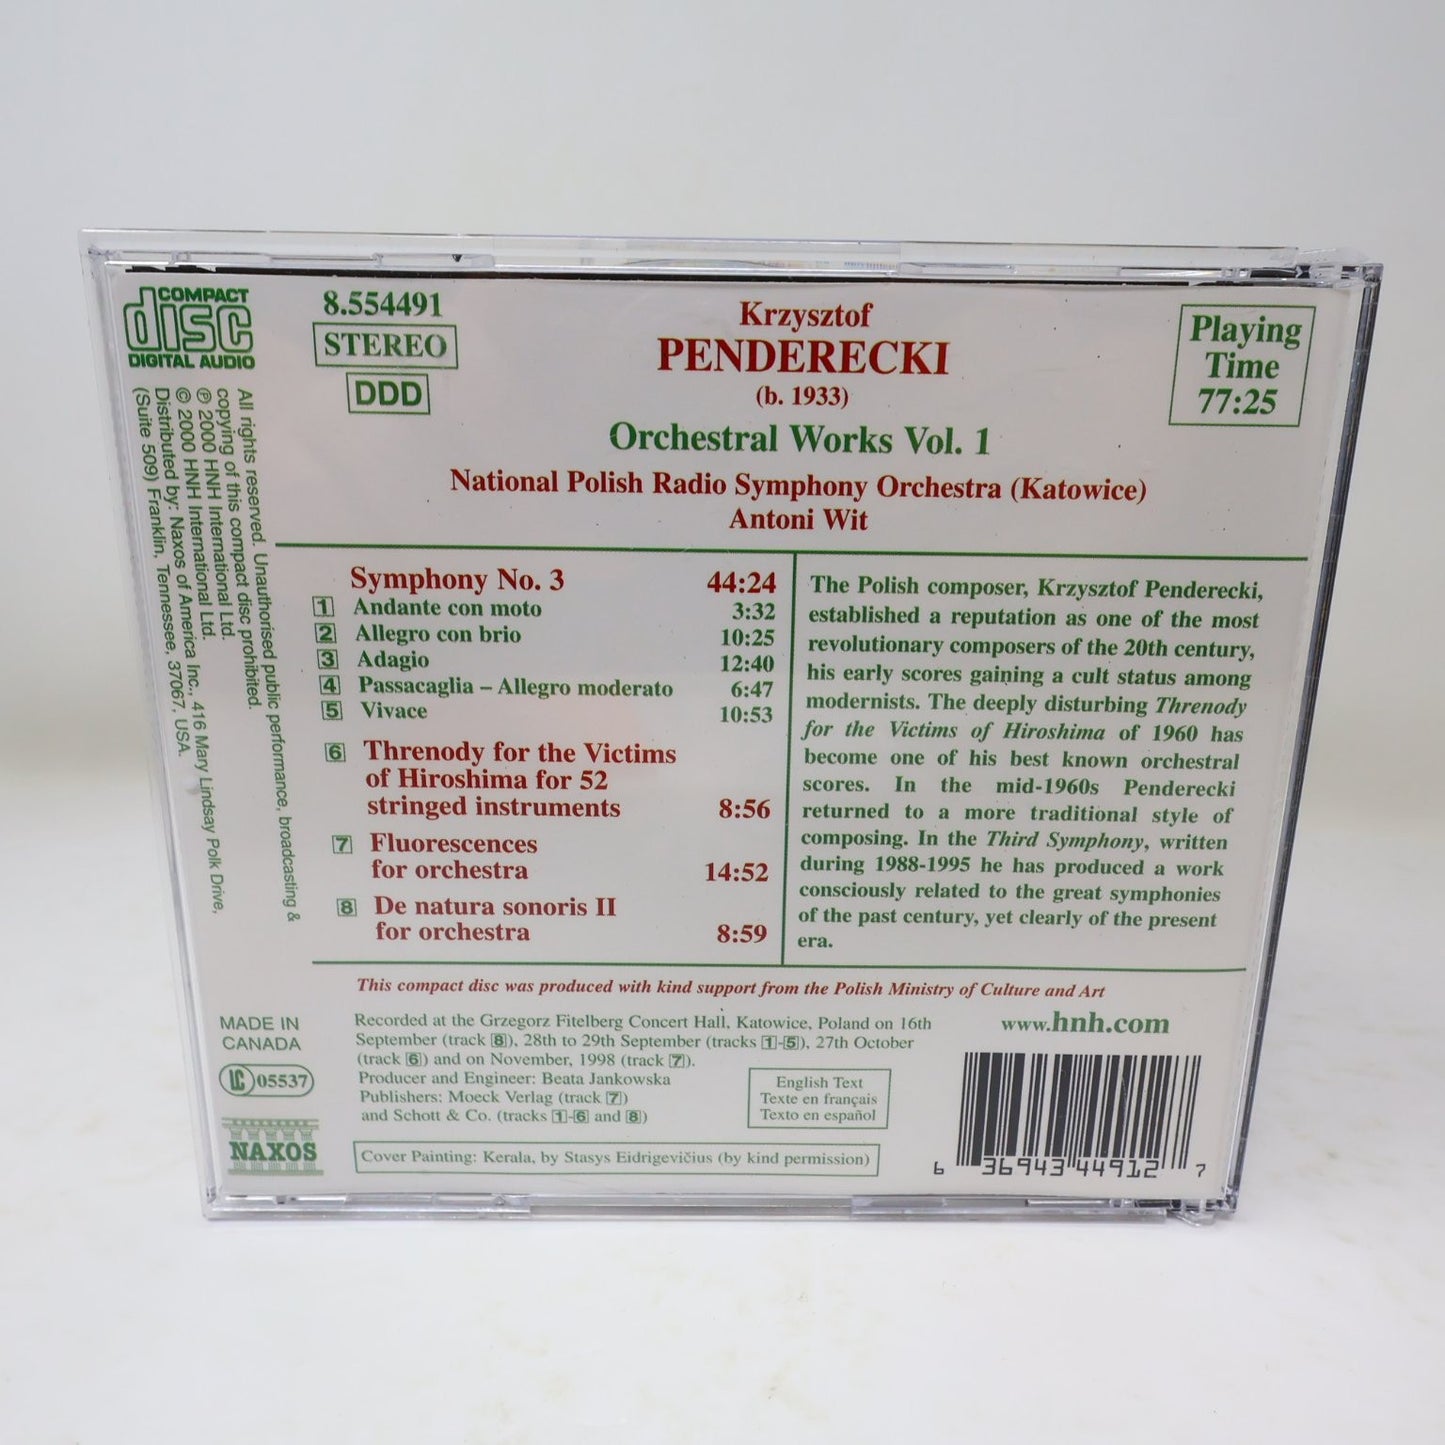 COMPACT
disc
DIGITAL AUDIO
8.554491
STEREO
DDD
Krzysztof
PENDERECKI
(b. 1933)
Orchestral Works Vol. 1
National Polish Radio Symphony Orchestra (Katowice)
Antoni Wit
Playing
Time
77:25
All rights reserved. Unauthorised public performance, broadcasting &
copying of this compact disc prohibited.
℗ 2000 HNH International Ltd.
© 2000 HNH International Ltd.
Distributed by: Naxos of America Inc., 416 Mary Lindsay Polk Drive,
(Suite 509) Franklin, Tennessee, 37067, USA.
Symphony No. 3 44:24
1 Andante con moto 3:32
2 Allegro con brio 10:25
3 Adagio 12:40
4 Passacaglia – Allegro moderato 6:47
5 Vivace 10:53
6 Threnody for the Victims
of Hiroshima for 52
stringed instruments 8:56
7 Fluorescences
for orchestra 14:52
8 De natura sonoris II
for orchestra 8:59
The Polish composer, Krzysztof Penderecki,
established a reputation as one of the most
revolutionary composers of the 20th century,
his early scores gaining a cult status among
modernists. The deeply disturbing Threnody
for the Victims of Hiroshima of 1960 has
become one of his best known orchestral
scores. In the mid-1960s Penderecki
returned to a more traditional style of
composing. In the Third Symphony, written
during 1988-1995 he has produced a work
consciously related to the great symphonies
of the past century, yet clearly of the present
era.
This compact disc was produced with kind support from the Polish Ministry of Culture and Art
MADE IN
CANADA
LC 05537
NAXOS
Recorded at the Grzegorz Fitelberg Concert Hall, Katowice, Poland on 16th
September (track 8), 28th to 29th September (tracks 1-5), 27th October
(track 6) and on November, 1998 (track 7).
Producer and Engineer: Beata Jankowska
Publishers: Moeck Verlag (track 7)
and Schott & Co. (tracks 1-6 and 8)
English Text
Texte en français
Texto en español
Cover Painting: Kerala, by Stasys Eidrigevičius (by kind permission)
www.hnh.com
6 36943 44912 7